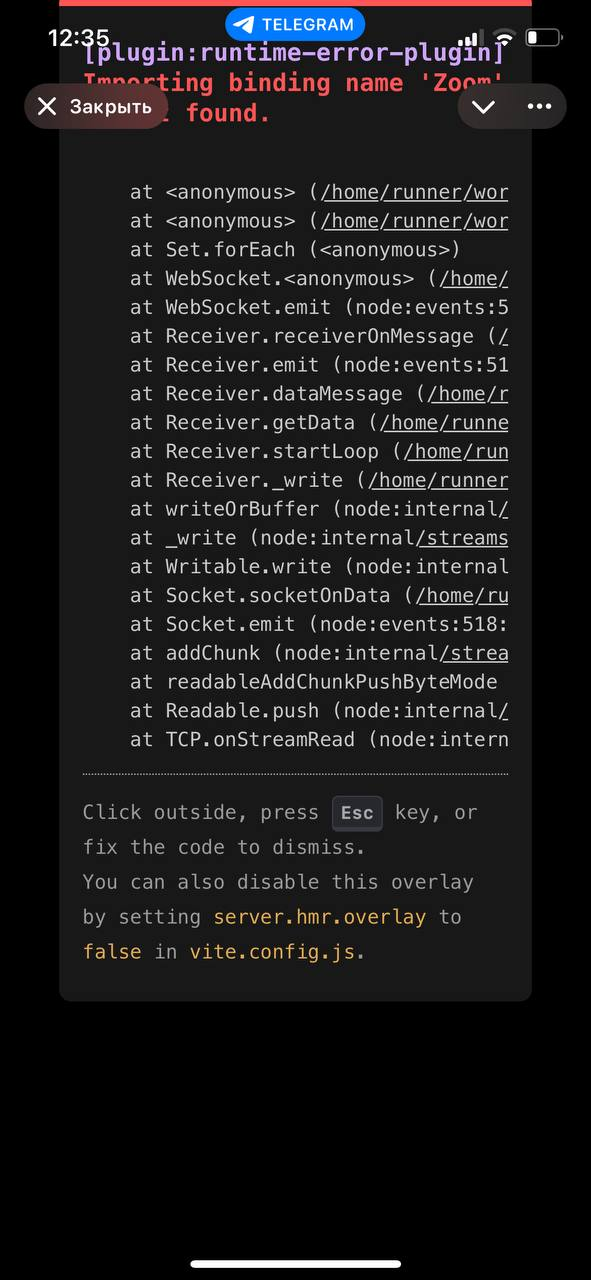 12:35
TELEGRAM
[plugin:runtime-error-plugin]
Importing binding name 'Zoom'
found.
Закрыть
at <anonymous> (/home/runner/wor
at <anonymous> (/home/runner/wor
at Set.forEach (<anonymous>)
at WebSocket.<anonymous> (/home/
at WebSocket.emit (node:events:5
at Receiver.receiverOnMessage (/
at Receiver.emit (node:events:51
at Receiver.dataMessage (/home/r
at Receiver.getData (/home/runne
at Receiver.startLoop (/home/run
at Receiver._write (/home/runner
at writeOrBuffer (node:internal/
at _write (node:internal/streams
at Writable.write (node:internal
at Socket.socketOnData (/home/ru
at Socket.emit (node:events:518:
at addChunk (node:internal/strea
at readableAddChunkPushByteMode
at Readable.push (node:internal/
at TCP.onStreamRead (node:intern
Click outside, press Esc key, or
fix the code to dismiss.
You can also disable this overlay
by setting server.hmr.overlay to
false in vite.config.js.